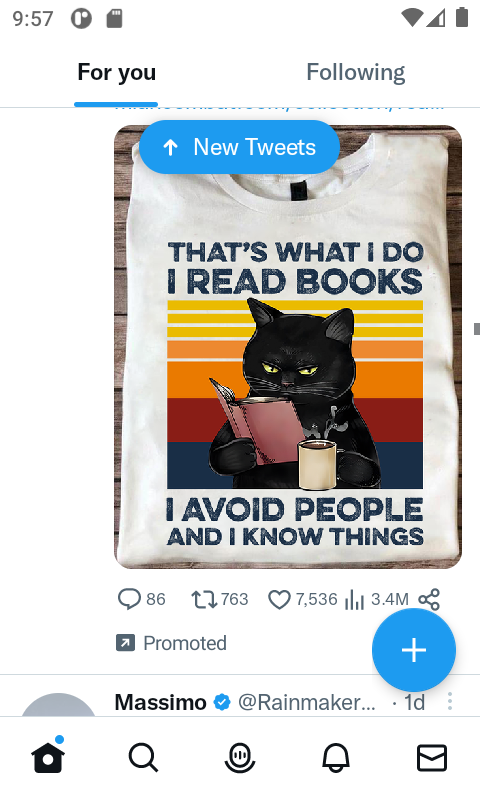 9:57
For you
Following
New Tweets
THAT'S WHAT I DO
I READ BOOKS
I AVOID PEOPLE
AND I KNOW THINGS
86
763
7,536
3.4M
Promoted
Massimo @Rainmaker... · 1d